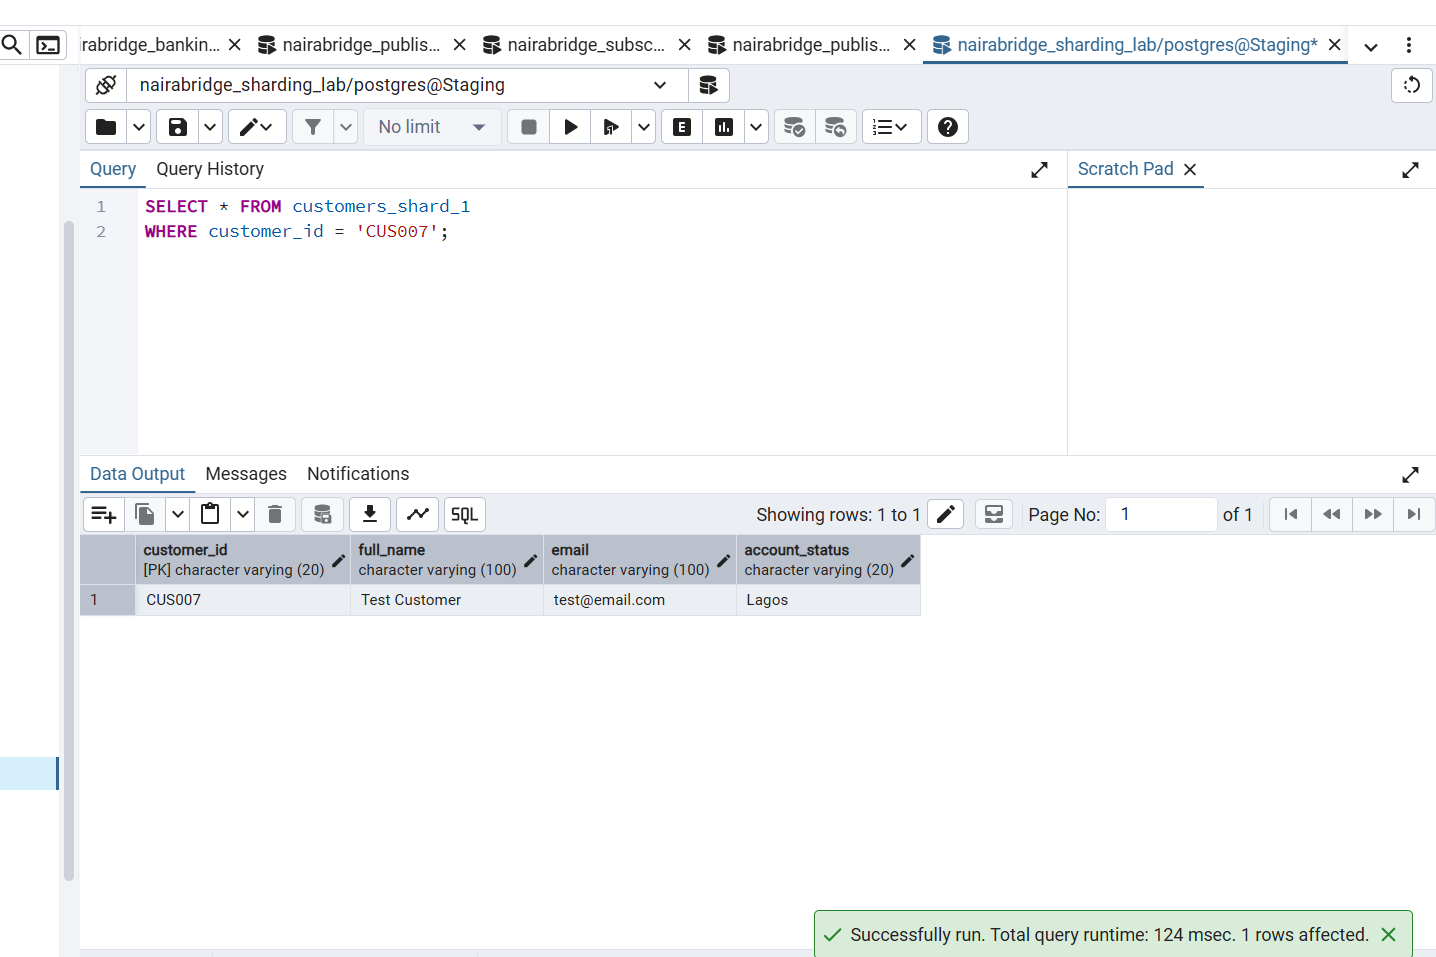 irabridge_bankin...
nairabridge_publis...
nairabridge_subsc...
nairabridge_publis...
nairabridge_sharding_lab/postgres@Staging*
nairabridge_sharding_lab/postgres@Staging
No limit
E
Query
Query History
Scratch Pad
1 SELECT * FROM customers_shard_1
2 WHERE customer_id = 'CUS007';
Data Output
Messages
Notifications
SQL
Showing rows: 1 to 1
Page No: 1 of 1
customer_id
[PK] character varying (20)
full_name
character varying (100)
email
character varying (100)
account_status
character varying (20)
1 CUS007 Test Customer test@email.com Lagos
Successfully run. Total query runtime: 124 msec. 1 rows affected.